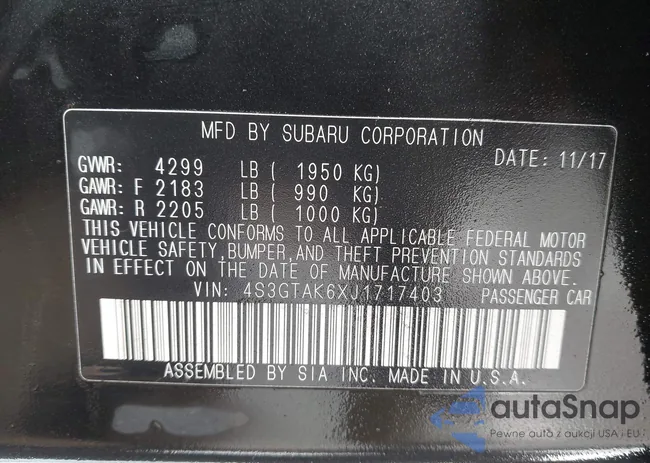 MFD BY SUBARU CORPORATION
DATE: 11/17
GVWR: 4299 LB ( 1950 KG)
GAWR: F 2183 LB ( 990 KG)
GAWR: R 2205 LB ( 1000 KG)
THIS VEHICLE CONFORMS TO ALL APPLICABLE FEDERAL MOTOR
VEHICLE SAFETY,BUMPER,AND THEFT PREVENTION STANDARDS
IN EFFECT ON THE DATE OF MANUFACTURE SHOWN ABOVE.
VIN: 4S3GTAK6XJ1717403 PASSENGER CAR
ASSEMBLED BY SIA INC. MADE IN U.S.A.
autaSnap
Pewne auta z aukcji USA i EU